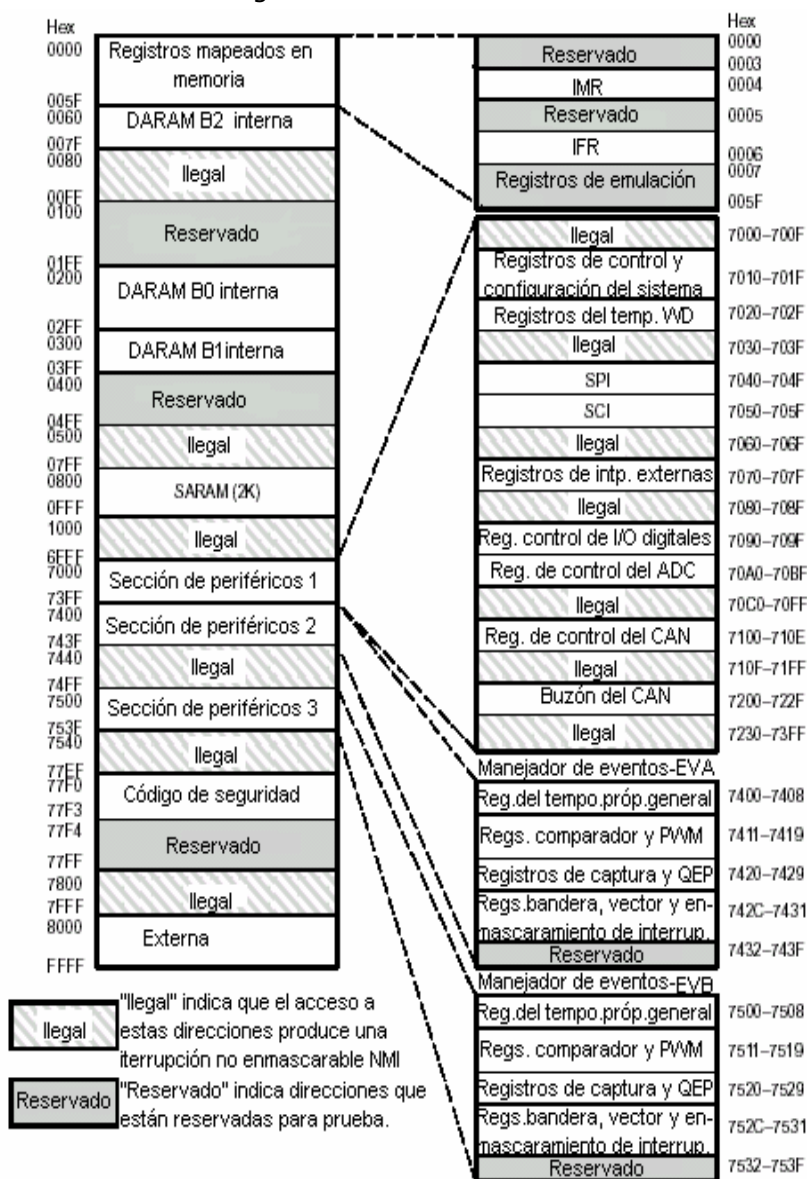 Hex
0000
Registros mapeados en
memoria
005F
0060
DARAM B2 interna
007F
0080
Ilegal
00FF
0100
Reservado
01FF
0200
DARAM B0 interna
02FF
0300
DARAM B1interna
03FF
0400
Reservado
04FF
0500
Ilegal
07FF
0800
SARAM (2K)
0FFF
1000
Ilegal
6FFF
7000
Sección de periféricos 1
73FF
7400
Sección de periféricos 2
743F
7440
Ilegal
74FF
7500
Sección de periféricos 3
753F
7540
Ilegal
77EF
77F0
Código de seguridad
77F3
77F4
Reservado
77FF
7800
Ilegal
7FFF
8000
Externa
FFFF
Ilegal
"Ilegal" indica que el acceso a
estas direcciones produce una
iterrupción no enmascarable NMI
Reservado
"Reservado" indica direcciones que
están reservadas para prueba.
Hex
0000
Reservado
0003
0004
IMR
Reservado
0005
IFR
0006
0007
Registros de emulación
005F
Ilegal
7000–700F
Registros de control y
configuración del sistema
7010–701F
Registros del temp. WD
7020–702F
Ilegal
7030–703F
SPI
7040–704F
SCI
7050–705F
Ilegal
7060–706F
Registros de intp. externas
7070–707F
Ilegal
7080–708F
Reg. control de I/O digitales
7090–709F
Reg. de control del ADC
70A0–70BF
Ilegal
70C0–70FF
Reg. de control del CAN
7100–710E
Ilegal
710F–71FF
Buzón del CAN
7200–722F
Ilegal
7230–73FF
Manejador de eventos-EVA
Reg.del tempo.próp.general
7400–7408
Regs. comparador y PWM
7411–7419
Registros de captura y QEP
7420–7429
Regs.bandera, vector y en-
mascaramiento de interrup.
742C–7431
Reservado
7432–743F
Manejador de eventos-EVB
Reg.del tempo.próp.general
7500–7508
Regs. comparador y PWM
7511–7519
Registros de captura y QEP
7520–7529
Regs.bandera, vector y en-
mascaramiento de interrup.
752C–7531
Reservado
7532–753F